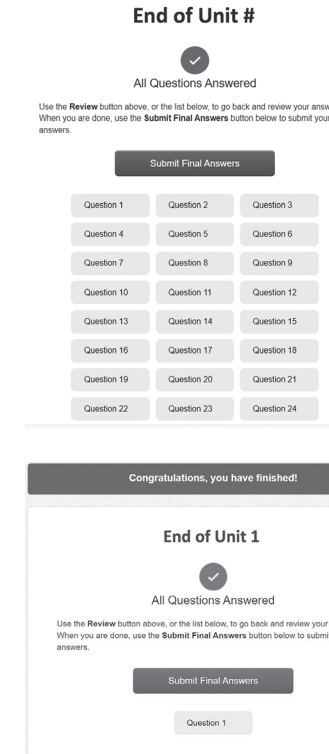 End of Unit #
All Questions Answered
Use the Review button above, or the list below, to go back and review your answ
When you are done, use the Submit Final Answers button below to submit your
answers.
Submit Final Answers
Question 1 Question 2 Question 3
Question 4 Question 5 Question 6
Question 7 Question 8 Question 9
Question 10 Question 11 Question 12
Question 13 Question 14 Question 15
Question 16 Question 17 Question 18
Question 19 Question 20 Question 21
Question 22 Question 23 Question 24
Congratulations, you have finished!
End of Unit 1
All Questions Answered
Use the Review button above, or the list below, to go back and review your
When you are done, use the Submit Final Answers button below to submi
answers.
Submit Final Answers
Question 1